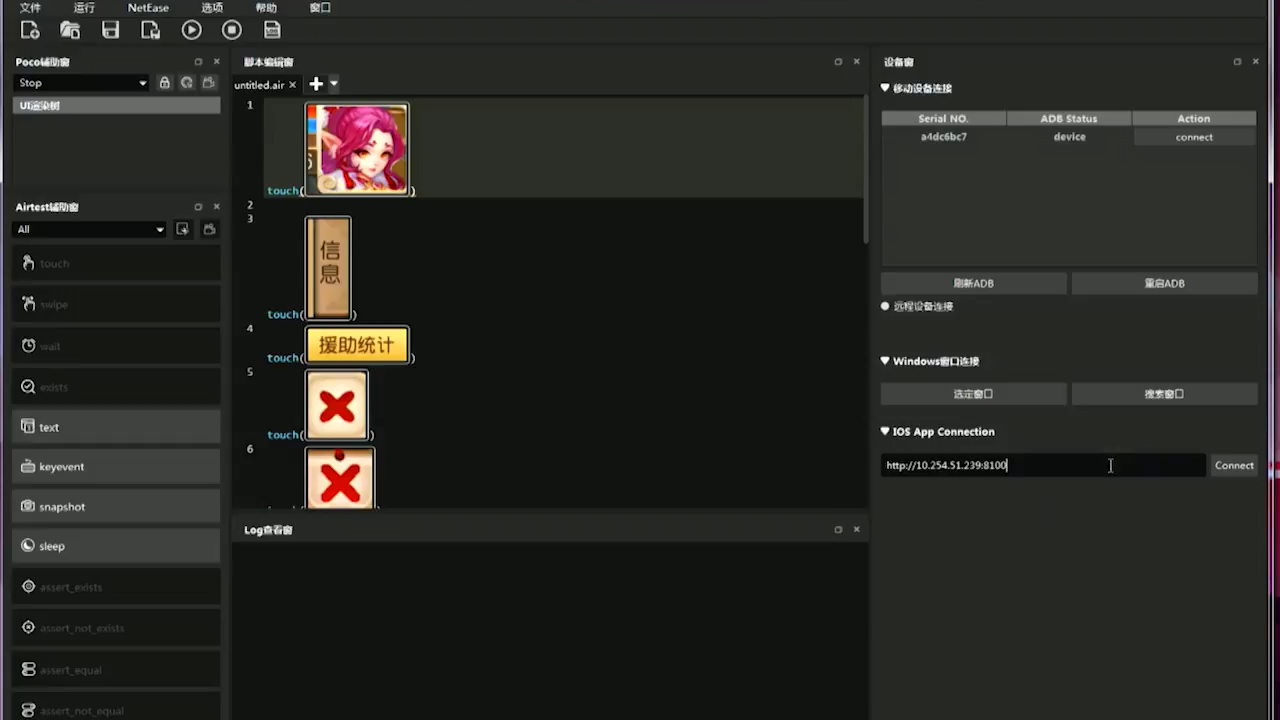 文件 运行 NetEase 选项 帮助 窗口
LOG
Poco辅助窗
Stop
UI渲染树
Airtest辅助窗
All
touch
swipe
wait
exists
text
keyevent
snapshot
sleep
assert_exists
assert_not_exists
assert_equal
assert_not_equal
脚本编辑窗
untitled.air
1
touch( )
2
3
信息
touch( )
4
援助统计
touch( )
5
touch( )
6
Log查看窗
设备窗
移动设备连接
Serial NO. ADB Status Action
a4dc6bc7 device connect
刷新ADB 重启ADB
远程设备连接
Windows窗口连接
选定窗口 搜索窗口
IOS App Connection
http://10.254.51.239:8100 Connect